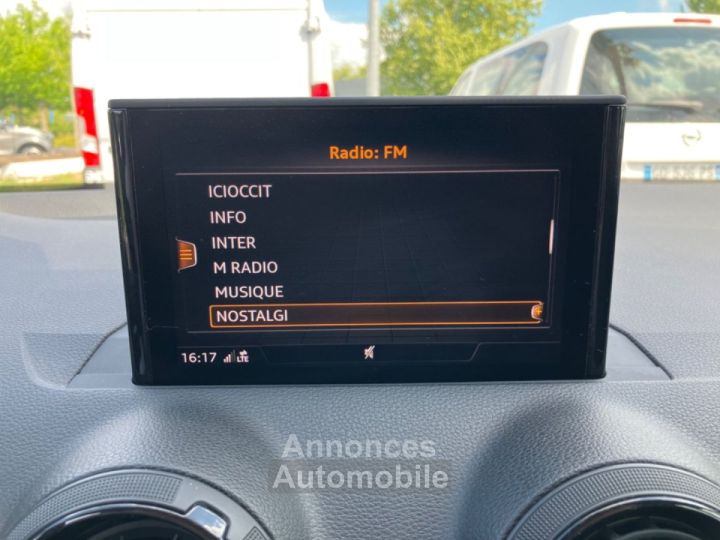 Radio: FM
ICIOCCIT
INFO
INTER
M RADIO
MUSIQUE
NOSTALGI
16:17 LTE
Annonces
Automobile